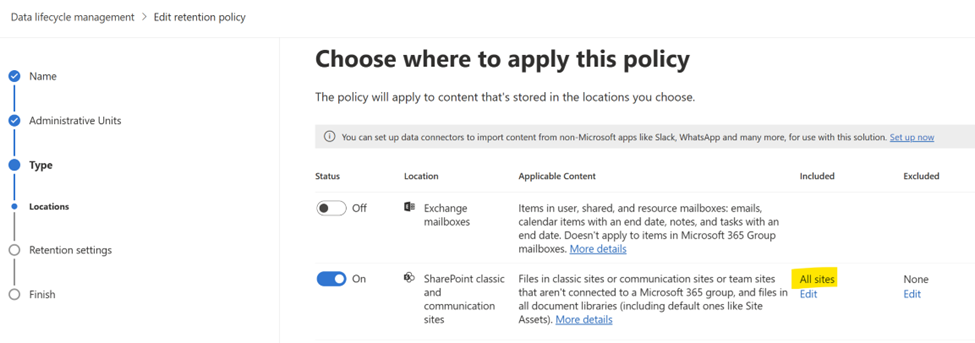 Data lifecycle management > Edit retention policy
Name
Administrative Units
Type
Locations
Retention settings
Finish
Choose where to apply this policy
The policy will apply to content that's stored in the locations you choose.
You can set up data connectors to import content from non-Microsoft apps like Slack, WhatsApp and many more, for use with this solution. Set up now
Status
Location
Applicable Content
Included
Excluded
Off
Exchange
mailboxes
Items in user, shared, and resource mailboxes: emails,
calendar items with an end date, notes, and tasks with an
end date. Doesn't apply to items in Microsoft 365 Group
mailboxes. More details
On
SharePoint classic
and
communication
sites
Files in classic sites or communication sites or team sites
that aren't connected to a Microsoft 365 group, and files in
all document libraries (including default ones like Site
Assets). More details
All sites
Edit
None
Edit